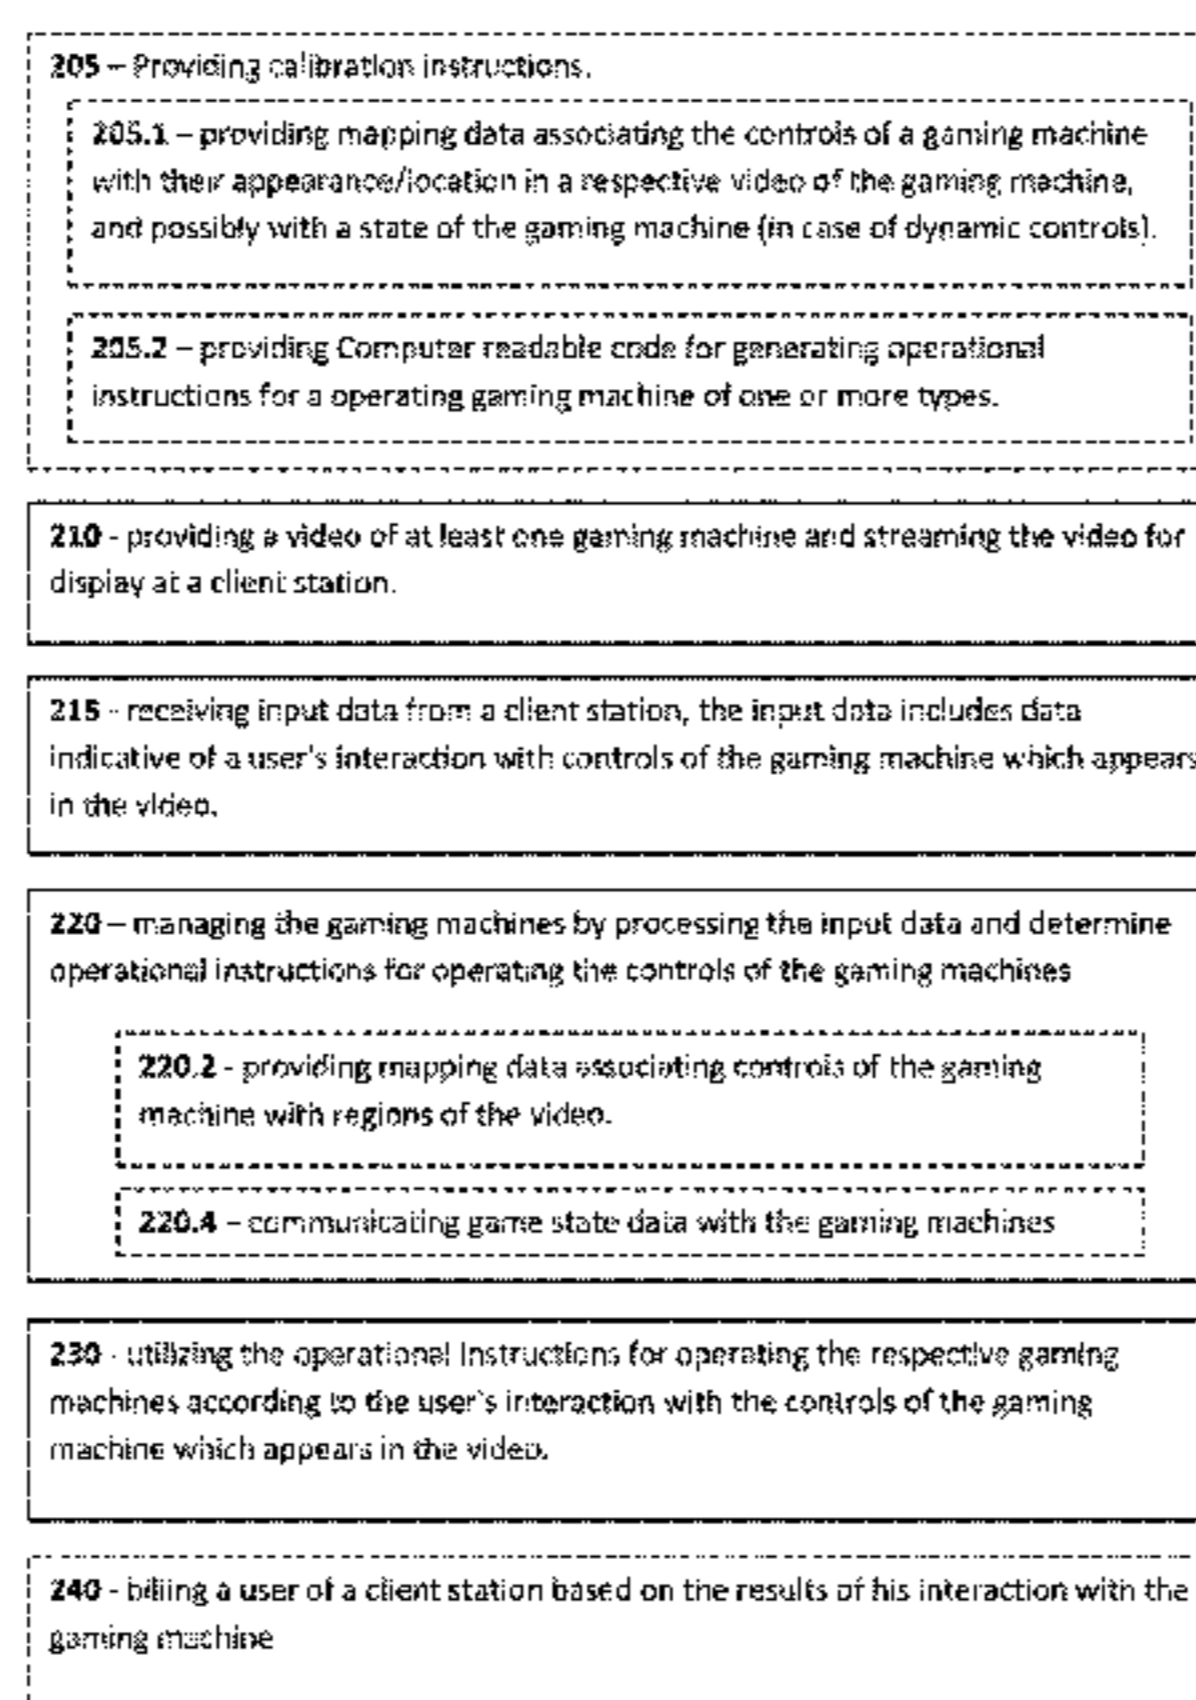 205 – Providing calibration instructions.
205.1 – providing mapping data associating the controls of a gaming machine
with their appearance/location in a respective video of the gaming machine,
and possibly with a state of the gaming machine (in case of dynamic controls).
205.2 – providing Computer readable code for generating operational
instructions for a operating gaming machine of one or more types.
210 - providing a video of at least one gaming machine and streaming the video for
display at a client station.
215 - receiving input data from a client station, the input data includes data
indicative of a user's interaction with controls of the gaming machine which appears
in the video.
220 – managing the gaming machines by processing the input data and determine
operational instructions for operating the controls of the gaming machines
220.2 - providing mapping data associating controls of the gaming
machine with regions of the video.
220.4 – communicating game state data with the gaming machines
230 - utilizing the operational instructions for operating the respective gaming
machines according to the user's interaction with the controls of the gaming
machine which appears in the video.
240 - billing a user of a client station based on the results of his interaction with the
gaming machine